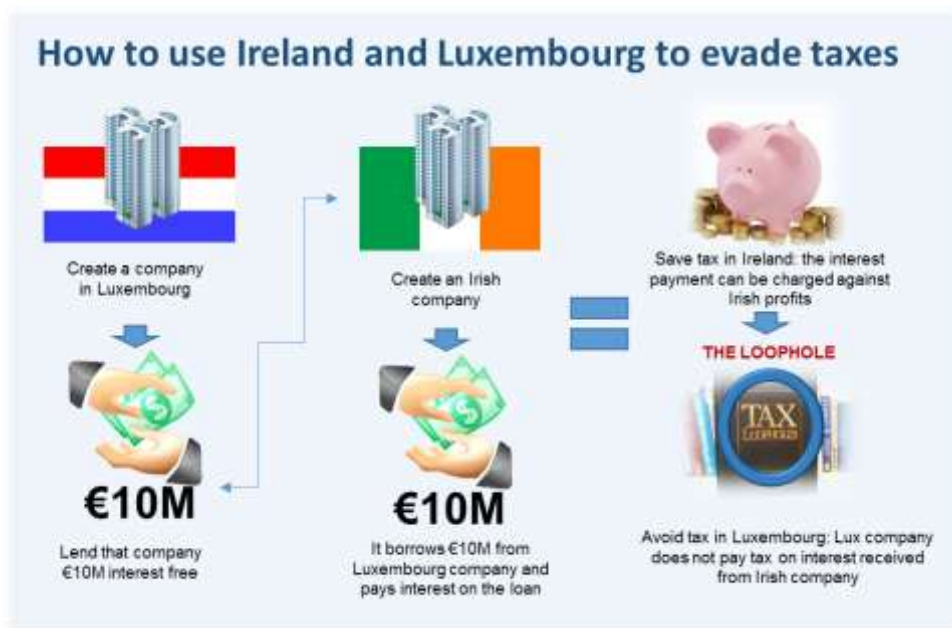 How to use Ireland and Luxembourg to evade taxes
Create a company
in Luxembourg
€10M
Lend that company
€10M interest free
Create an Irish
company
€10M
It borrows €10M from
Luxembourg company and
pays interest on the loan
Save tax in Ireland: the interest
payment can be charged against
Irish profits
THE LOOPHOLE
TAX
LOOPHOLES
Avoid tax in Luxembourg: Lux company
does not pay tax on interest received
from Irish company